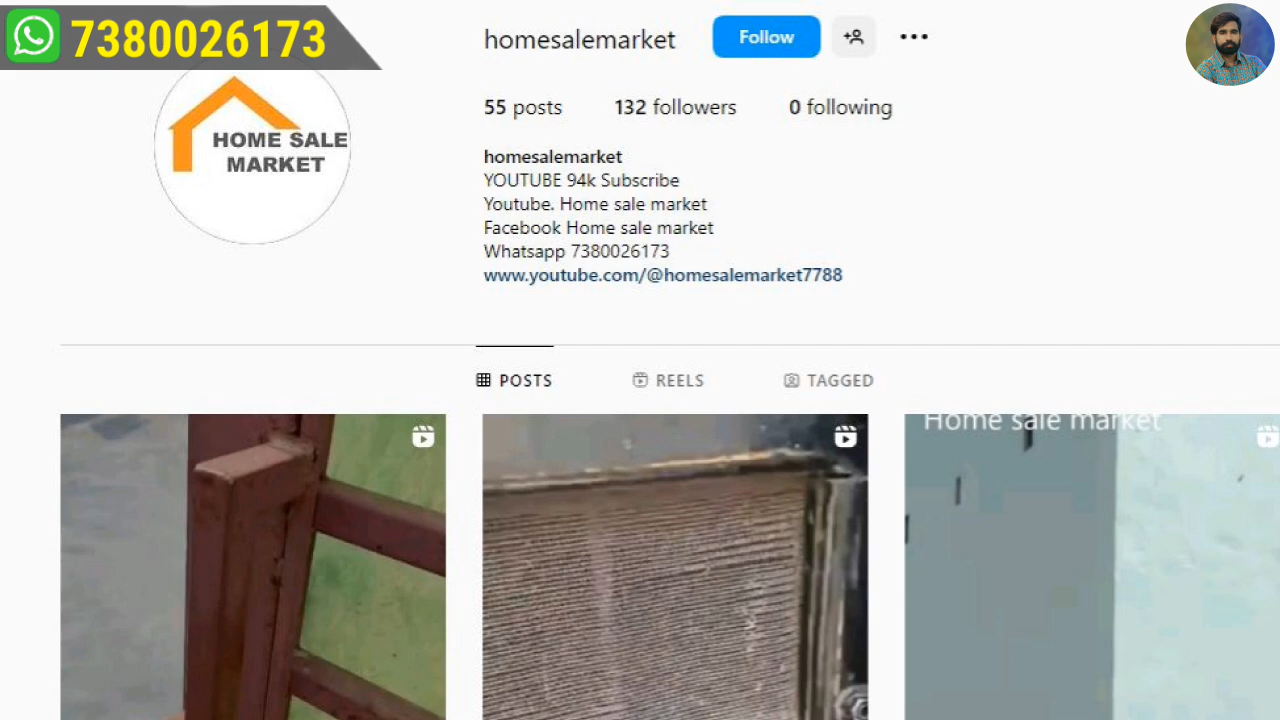 7380026173
homesalemarket
Follow
55 posts 132 followers 0 following
HOME SALE
MARKET
homesalemarket
YOUTUBE 94k Subscribe
Youtube. Home sale market
Facebook Home sale market
Whatsapp 7380026173
www.youtube.com/@homesalemarket7788
POSTS REELS TAGGED
Home sale market